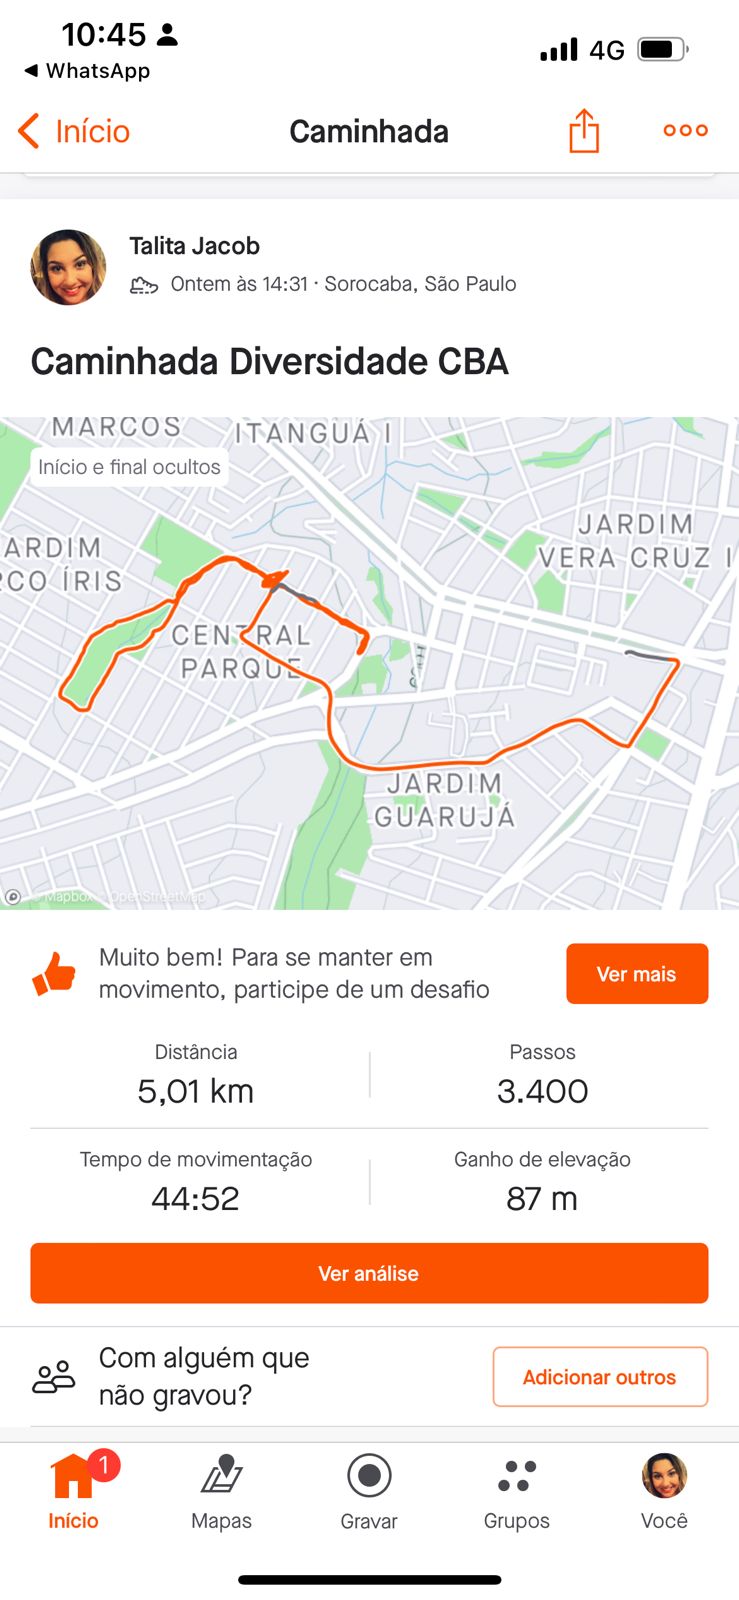 10:45
4G
WhatsApp
Início
Caminhada
Talita Jacob
Ontem às 14:31 · Sorocaba, São Paulo
Caminhada Diversidade CBA
MARCOS
ITANGUÁ I
Início e final ocultos
JARDIM
VERA CRUZ I
ARDIM
RCO ÍRIS
CENTRAL
PARQUE
JARDIM
GUARUJÁ
© Mapbox © OpenStreetMap
Muito bem! Para se manter em
movimento, participe de um desafio
Ver mais
Distância
5,01 km
Passos
3.400
Tempo de movimentação
44:52
Ganho de elevação
87 m
Ver análise
Com alguém que
não gravou?
Adicionar outros
1
Início
Mapas
Gravar
Grupos
Você